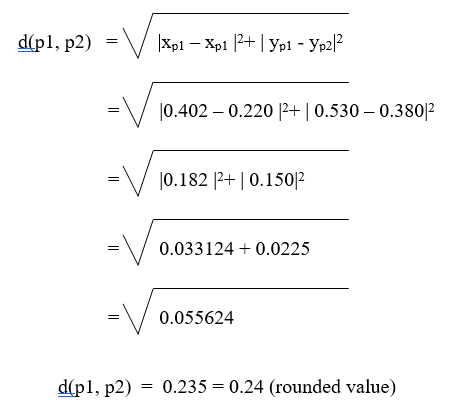 d(p1, p2) = √|xp1 – xp1 |²+ | yp1 - yp2|²
= √|0.402 – 0.220 |²+ | 0.530 – 0.380|²
= √|0.182 |²+ | 0.150|²
= √0.033124 + 0.0225
= √0.055624
d(p1, p2) = 0.235 = 0.24 (rounded value)